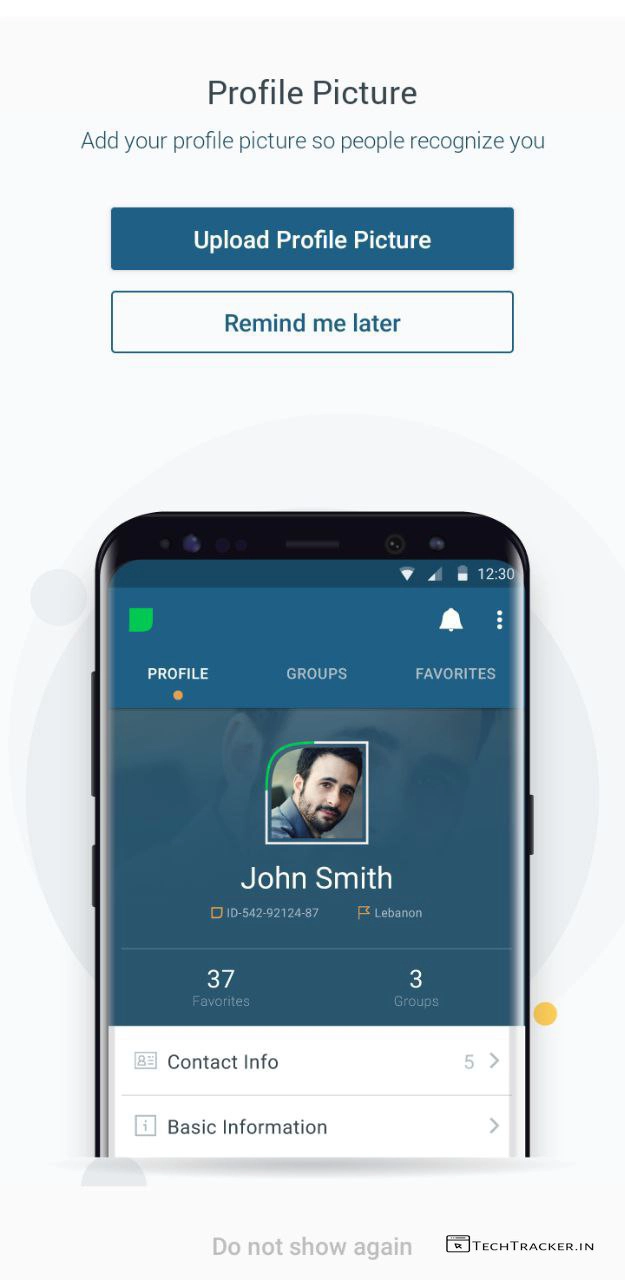 Profile Picture
Add your profile picture so people recognize you
Upload Profile Picture
Remind me later
12:30
PROFILE GROUPS FAVORITES
John Smith
ID-542-92124-87 Lebanon
37 3
Favorites Groups
Contact Info 5
Basic Information
Do not show again
TECHTRACKER.IN